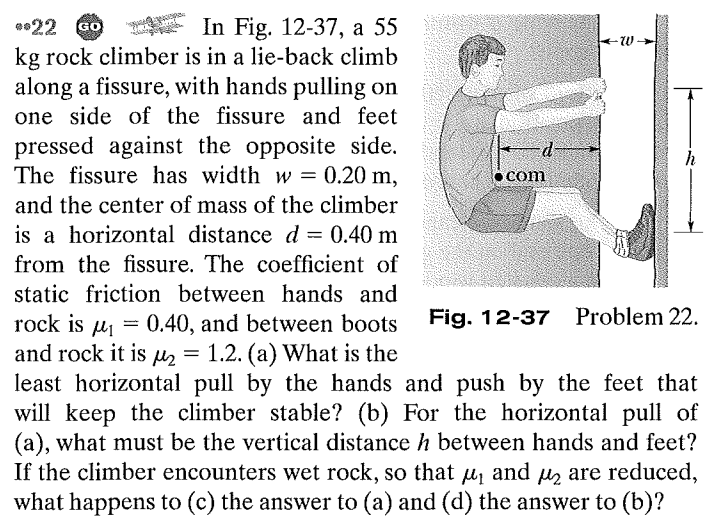 ••22 GO In Fig. 12-37, a 55
kg rock climber is in a lie-back climb
along a fissure, with hands pulling on
one side of the fissure and feet
pressed against the opposite side.
The fissure has width w = 0.20 m,
and the center of mass of the climber
is a horizontal distance d = 0.40 m
from the fissure. The coefficient of
static friction between hands and
rock is μ₁ = 0.40, and between boots
and rock it is μ₂ = 1.2. (a) What is the
least horizontal pull by the hands and push by the feet that
will keep the climber stable? (b) For the horizontal pull of
(a), what must be the vertical distance h between hands and feet?
If the climber encounters wet rock, so that μ₁ and μ₂ are reduced,
what happens to (c) the answer to (a) and (d) the answer to (b)?
w
d
h
com
Fig. 12-37 Problem 22.